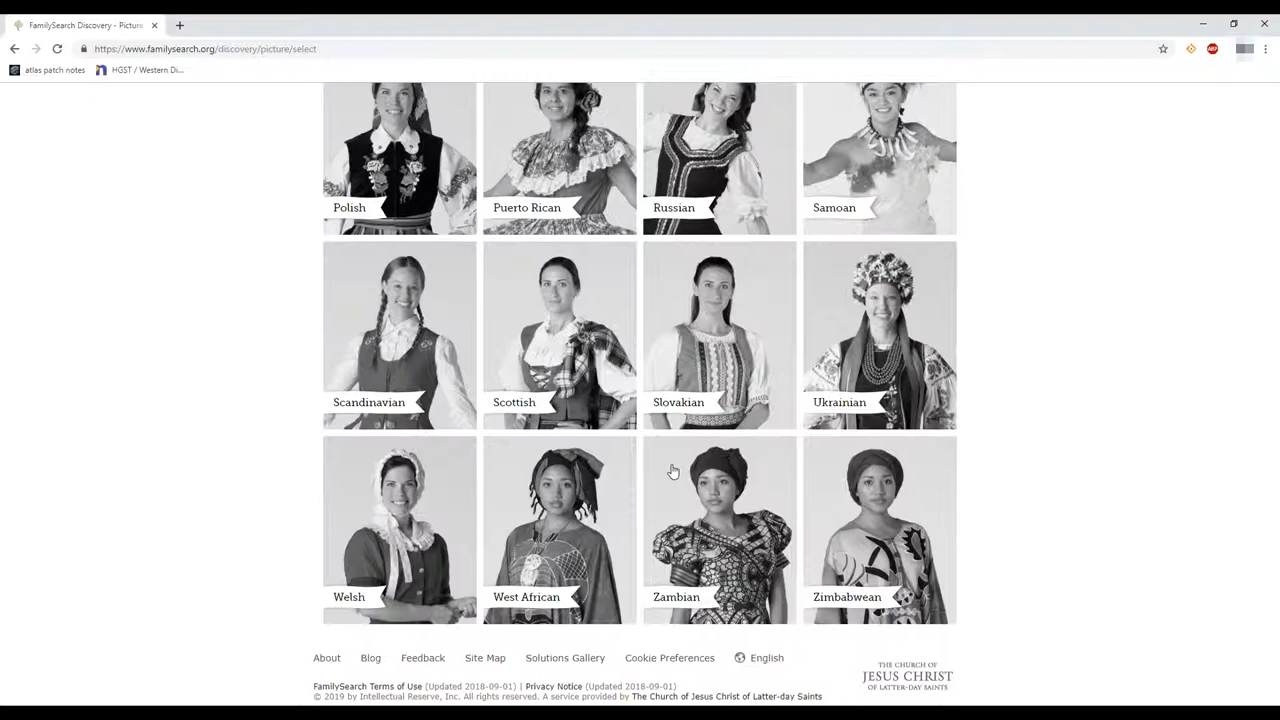 FamilySearch Discovery - Picture
https://www.familysearch.org/discovery/picture/select
ABP
atlas patch notes
HGST / Western Di...
Polish
Puerto Rican
Russian
Samoan
Scandinavian
Scottish
Slovakian
Ukrainian
Welsh
West African
Zambian
Zimbabwean
About
Blog
Feedback
Site Map
Solutions Gallery
Cookie Preferences
English
FamilySearch Terms of Use (Updated 2018-09-01) | Privacy Notice (Updated 2018-09-01)
© 2019 by Intellectual Reserve, Inc. All rights reserved. A service provided by The Church of Jesus Christ of Latter-day Saints
THE CHURCH OF
JESUS CHRIST
OF LATTER-DAY SAINTS